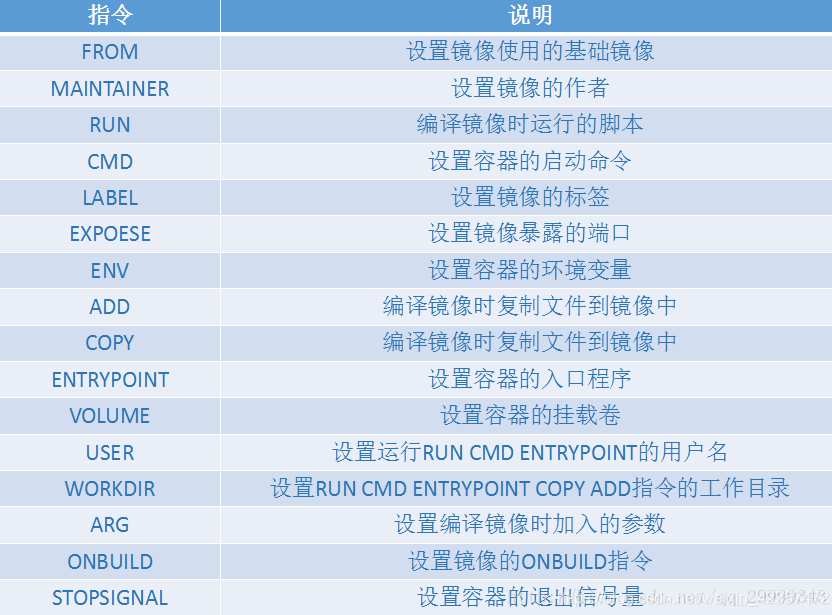 指令 说明
FROM 设置镜像使用的基础镜像
MAINTAINER 设置镜像的作者
RUN 编译镜像时运行的脚本
CMD 设置容器的启动命令
LABEL 设置镜像的标签
EXPOESE 设置镜像暴露的端口
ENV 设置容器的环境变量
ADD 编译镜像时复制文件到镜像中
COPY 编译镜像时复制文件到镜像中
ENTRYPOINT 设置容器的入口程序
VOLUME 设置容器的挂载卷
USER 设置运行RUN CMD ENTRYPOINT的用户名
WORKDIR 设置RUN CMD ENTRYPOINT COPY ADD指令的工作目录
ARG 设置编译镜像时加入的参数
ONBUILD 设置镜像的ONBUILD指令
STOPSIGNAL 设置容器的退出信号量